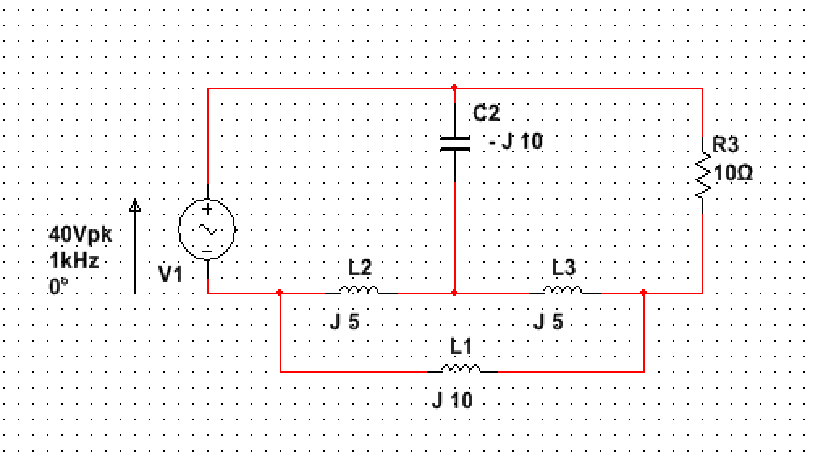 C2
- J 10
R3
10Ω
40Vpk
1kHz
0°
V1
L2
J 5
L3
J 5
L1
J 10